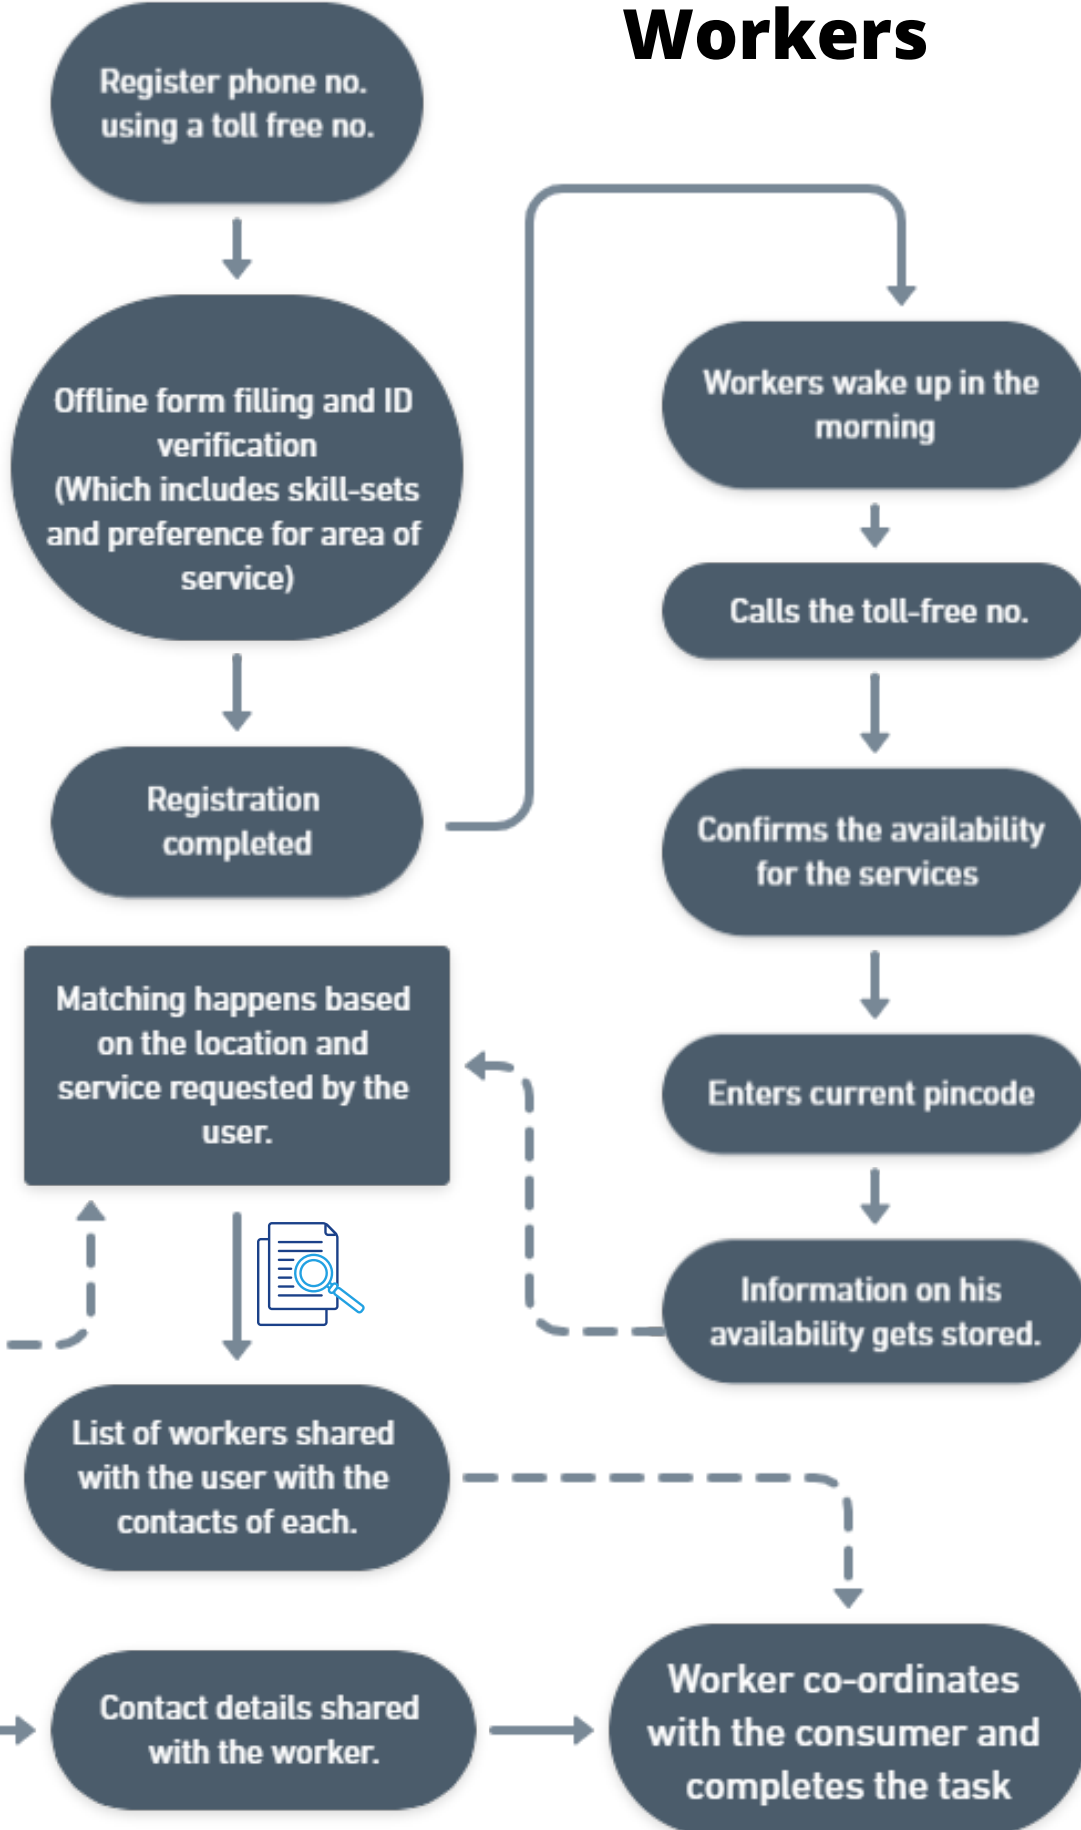 Workers
Register phone no.
using a toll free no.
Offline form filling and ID
verification
(Which includes skill-sets
and preference for area of
service)
Registration
completed
Workers wake up in the
morning
Calls the toll-free no.
Confirms the availability
for the services
Enters current pincode
Information on his
availability gets stored.
Matching happens based
on the location and
service requested by the
user.
List of workers shared
with the user with the
contacts of each.
Contact details shared
with the worker.
Worker co-ordinates
with the consumer and
completes the task